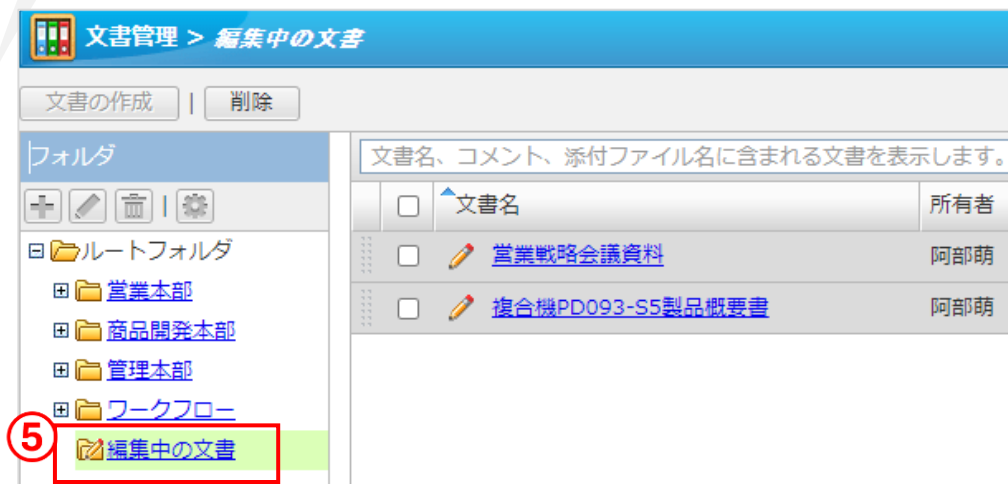 文書管理 > 編集中の文書
文書の作成 | 削除
フォルダ
文書名、コメント、添付ファイル名に含まれる文書を表示します。
文書名 所有者
ルートフォルダ
営業戦略会議資料 阿部萌
営業本部
複合機PD093-S5製品概要書 阿部萌
商品開発本部
管理本部
ワークフロー
⑤
編集中の文書